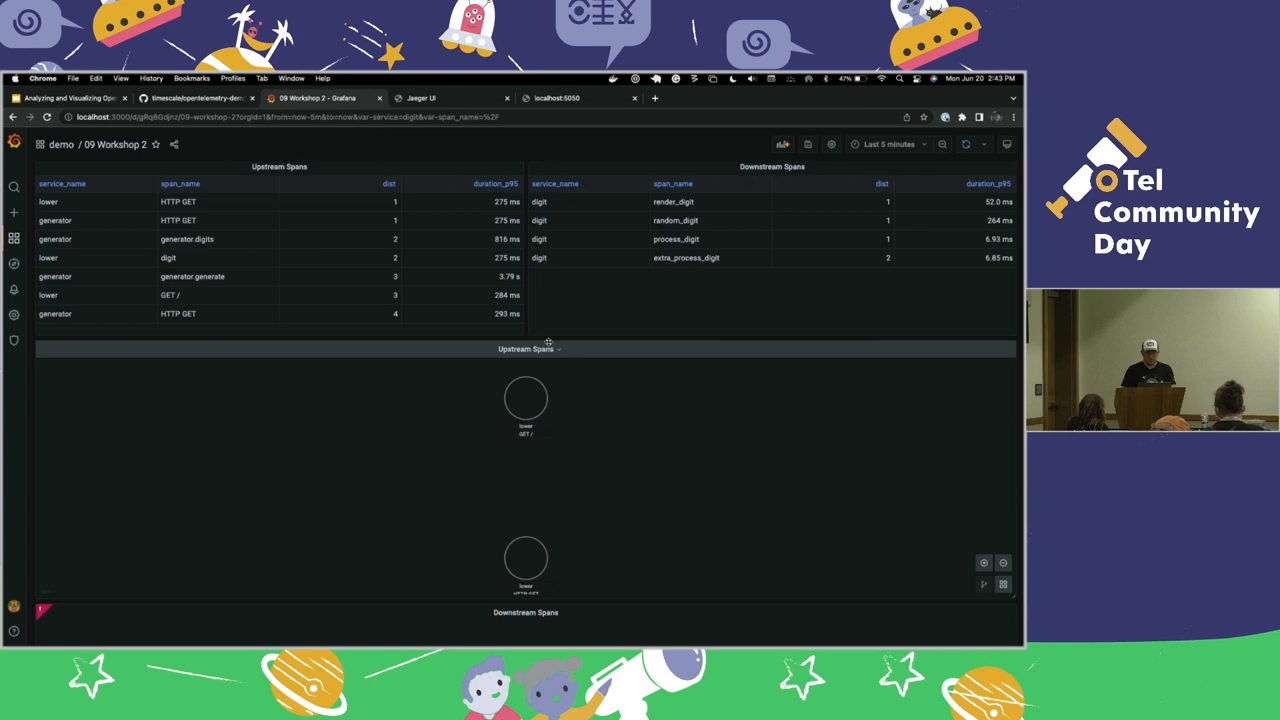 Chrome File Edit View History Bookmarks Profiles Tab Window Help
47% Mon Jun 20 2:43 PM
Analyzing and Visualizing Ope
timescale/opentelemetry-dem
09 Workshop 2 - Grafana
Jaeger UI
localhost:5050
localhost:3000/d/gRq8Gdjnz/09-workshop-2?orgId=1&from=now-5m&to=now&var-service=digit&var-span_name=%2F
demo / 09 Workshop 2
Last 5 minutes
Upstream Spans
service_name span_name dist duration_p95
lower HTTP GET 1 275 ms
generator HTTP GET 1 275 ms
generator generator.digits 2 816 ms
lower digit 2 275 ms
generator generator.generate 3 3.79 s
lower GET / 3 284 ms
generator HTTP GET 4 293 ms
Downstream Spans
service_name span_name dist duration_p95
digit render_digit 1 52.0 ms
digit random_digit 1 264 ms
digit process_digit 1 6.93 ms
digit extra_process_digit 2 6.85 ms
Upstream Spans
lower
GET /
lower
HTTP GET
Downstream Spans
OTel
Community
Day